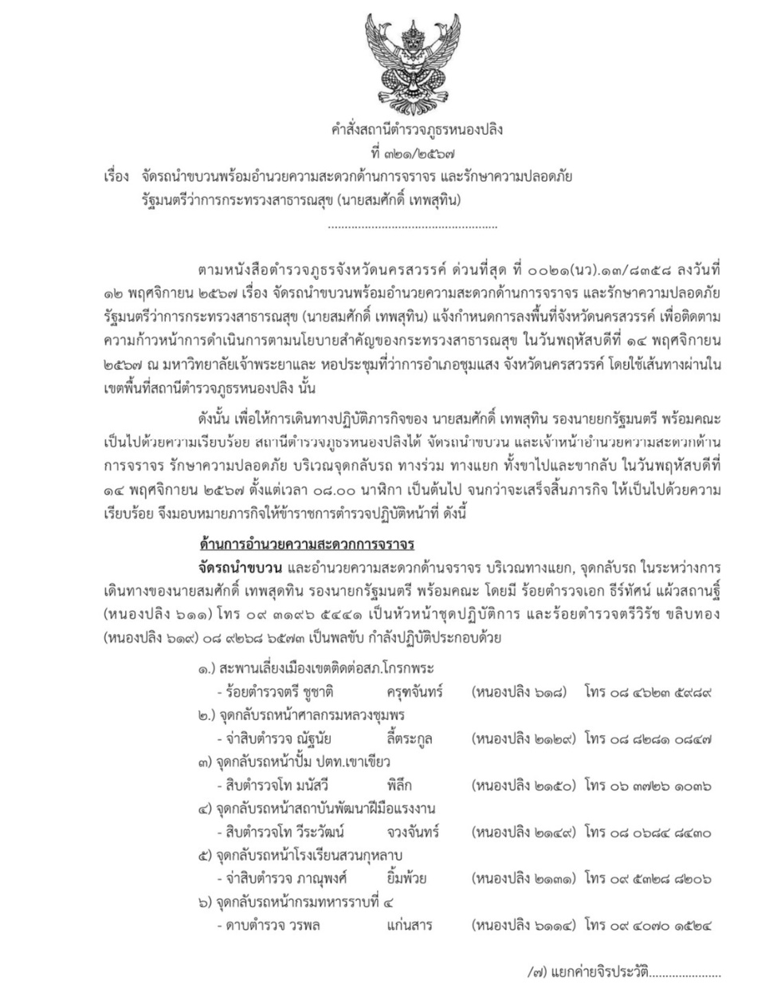 คำสั่งสถานีตำรวจภูธรหนองปลิง
ที่ ๓๒๑/๒๕๖๗
เรื่อง จัดรถนำขบวนพร้อมอำนวยความสะดวกด้านการจราจร และรักษาความปลอดภัย
รัฐมนตรีว่าการกระทรวงสาธารณสุข (นายสมศักดิ์ เทพสุทิน)
...................................................
ตามหนังสือตำรวจภูธรจังหวัดนครสวรรค์ ด่วนที่สุด ที่ ๐๐๒๑(นว).๑๓/๘๓๕๘ ลงวันที่
๑๒ พฤศจิกายน ๒๕๖๗ เรื่อง จัดรถนำขบวนพร้อมอำนวยความสะดวกด้านการจราจร และรักษาความปลอดภัย
รัฐมนตรีว่าการกระทรวงสาธารณสุข (นายสมศักดิ์ เทพสุทิน) แจ้งกำหนดการลงพื้นที่จังหวัดนครสวรรค์ เพื่อติดตาม
ความก้าวหน้าการดำเนินการตามนโยบายสำคัญของกระทรวงสาธารณสุข ในวันพฤหัสบดีที่ ๑๔ พฤศจิกายน
๒๕๖๗ ณ มหาวิทยาลัยเจ้าพระยาและ หอประชุมที่ว่าการอำเภอชุมแสง จังหวัดนครสวรรค์ โดยใช้เส้นทางผ่านใน
เขตพื้นที่สถานีตำรวจภูธรหนองปลิง นั้น
ดังนั้น เพื่อให้การเดินทางปฏิบัติภารกิจของ นายสมศักดิ์ เทพสุทิน รองนายยกรัฐมนตรี พร้อมคณะ
เป็นไปด้วยความเรียบร้อย สถานีตำรวจภูธรหนองปลิงได้ จัดรถนำขบวน และเจ้าหน้าอำนวยความสะดวกด้าน
การจราจร รักษาความปลอดภัย บริเวณจุดกลับรถ ทางร่วม ทางแยก ทั้งขาไปและขากลับ ในวันพฤหัสบดีที่
๑๔ พฤศจิกายน ๒๕๖๗ ตั้งแต่เวลา ๐๘.๐๐ นาฬิกา เป็นต้นไป จนกว่าจะเสร็จสิ้นภารกิจ ให้เป็นไปด้วยความ
เรียบร้อย จึงมอบหมายภารกิจให้ข้าราชการตำรวจปฏิบัติหน้าที่ ดังนี้
ด้านการอำนวยความสะดวกการจราจร
จัดรถนำขบวน และอำนวยความสะดวกด้านจราจร บริเวณทางแยก, จุดกลับรถ ในระหว่างการ
เดินทางของนายสมศักดิ์ เทพสุดทิน รองนายกรัฐมนตรี พร้อมคณะ โดยมี ร้อยตำรวจเอก ธีร์ทัศน์ แผ้วสถานฐิ์
(หนองปลิง ๖๑๑) โทร ๐๙ ๓๑๙๖ ๕๔๔๑ เป็นหัวหน้าชุดปฏิบัติการ และร้อยตำรวจตรีวิรัช ขลิบทอง
(หนองปลิง ๖๑๙) ๐๘ ๙๒๖๘ ๖๕๗๓ เป็นพลขับ กำลังปฏิบัติประกอบด้วย
๑.) สะพานเลี่ยงเมืองเขตติดต่อสภ.โกรกพระ
- ร้อยตำรวจตรี ชูชาติ ครุฑจันทร์ (หนองปลิง ๖๑๘) โทร ๐๘ ๔๖๒๓ ๕๙๘๙
๒.) จุดกลับรถหน้าศาลกรมหลวงชุมพร
- จ่าสิบตำรวจ ณัฐนัย ลี้ตระกูล (หนองปลิง ๒๑๒๙) โทร ๐๘ ๘๒๘๑ ๐๘๔๗
๓) จุดกลับรถหน้าปั้ม ปตท.เขาเขียว
- สิบตำรวจโท มนัสวี พิลึก (หนองปลิง ๒๑๕๐) โทร ๐๖ ๓๗๒๖ ๑๐๓๖
๔) จุดกลับรถหน้าสถาบันพัฒนาฝีมือแรงงาน
- สิบตำรวจโท วีระวัฒน์ จวงจันทร์ (หนองปลิง ๒๑๔๙) โทร ๐๘ ๐๖๘๔ ๘๔๓๐
๕) จุดกลับรถหน้าโรงเรียนสวนกุหลาบ
- จ่าสิบตำรวจ ภาณุพงศ์ ยิ้มพ้วย (หนองปลิง ๒๑๓๑) โทร ๐๙ ๕๓๒๘ ๘๒๐๖
๖) จุดกลับรถหน้ากรมทหารราบที่ ๔
- ดาบตำรวจ วรพล แก่นสาร (หนองปลิง ๖๑๑๔) โทร ๐๙ ๔๐๗๐ ๑๕๒๔
/๗) แยกค่ายจิรประวัติ......................